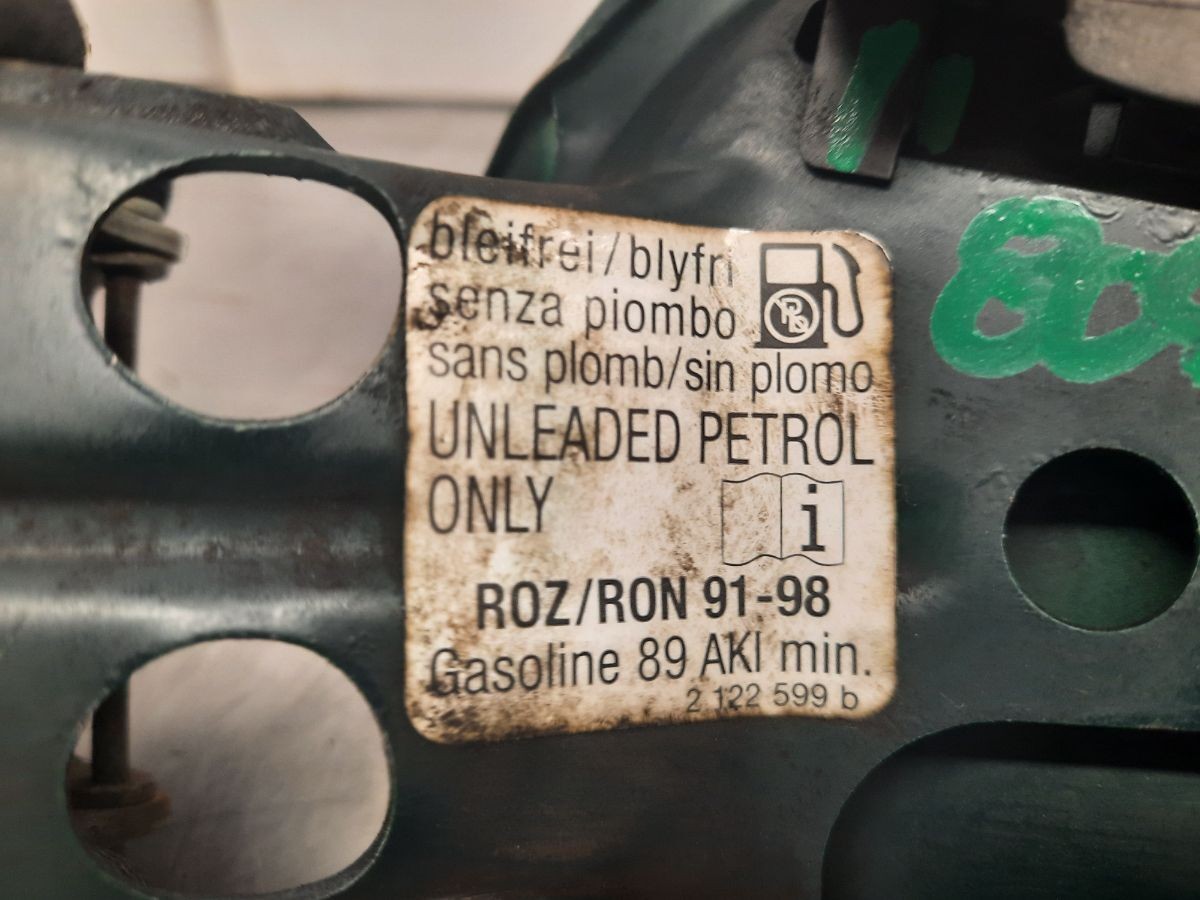 bleifrei/blyfri
senza piombo
Pb
sans plomb/sin plomo
UNLEADED PETROL
ONLY
i
ROZ/RON 91-98
Gasoline 89 AKI min.
2 122 599 b